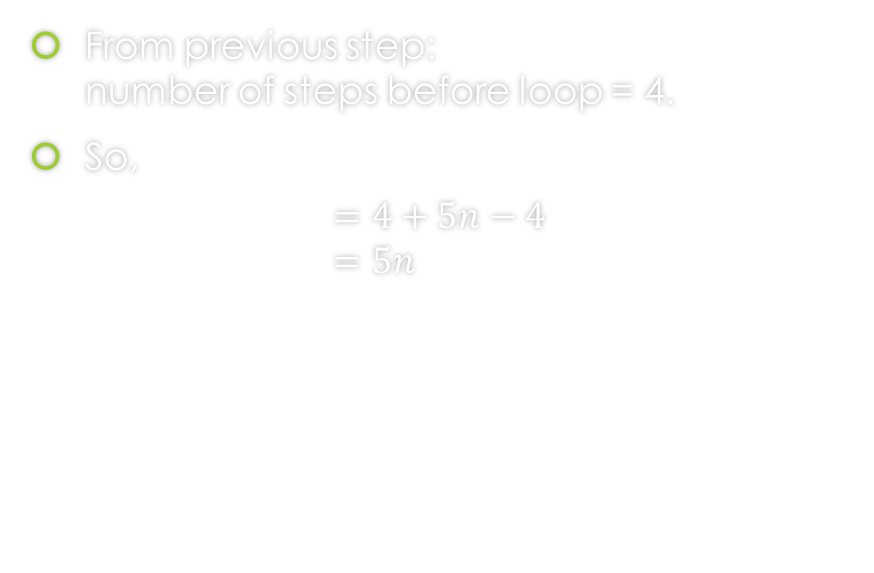 From previous step:
number of steps before loop = 4.
So,
= 4 + 5n − 4
= 5n